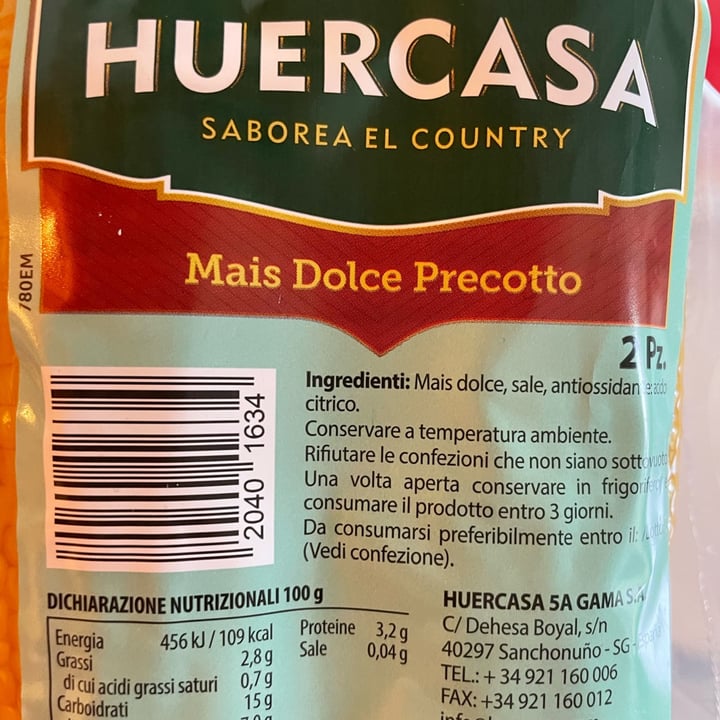 HUERCASA
SABOREA EL COUNTRY
Mais Dolce Precotto
780EM
2 Pz.
Ingredienti: Mais dolce, sale, antiossidante: acido
citrico.
Conservare a temperatura ambiente.
Rifiutare le confezioni che non siano sottovuoto
Una volta aperta conservare in frigorifero e
consumare il prodotto entro 3 giorni.
Da consumarsi preferibilmente entro il:
(Vedi confezione).
2040 1634
DICHIARAZIONE NUTRIZIONALI 100 g
Energia 456 kJ / 109 kcal
Grassi 2,8 g
di cui acidi grassi saturi 0,7 g
Carboidrati 15 g
Proteine 3,2 g
Sale 0,04 g
HUERCASA 5A GAMA S.A.
C/ Dehesa Boyal, s/n
40297 Sanchonuño - SG -
TEL.: + 34 921 160 006
FAX: +34 921 160 012